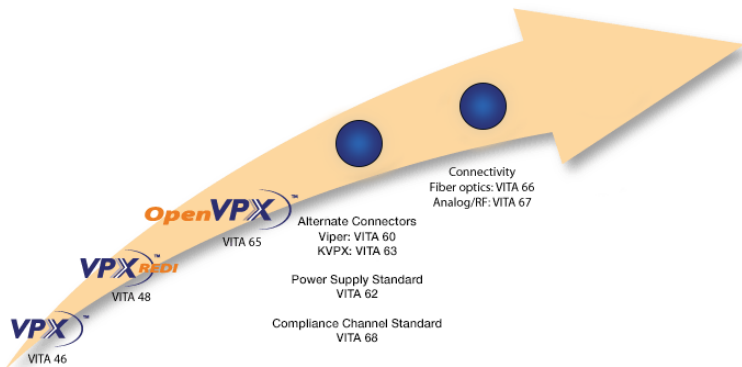 VPX™
VITA 46
VPX REDI™
VITA 48
OpenVPX™
VITA 65
Alternate Connectors
Viper: VITA 60
KVPX: VITA 63
Power Supply Standard
VITA 62
Compliance Channel Standard
VITA 68
Connectivity
Fiber optics: VITA 66
Analog/RF: VITA 67